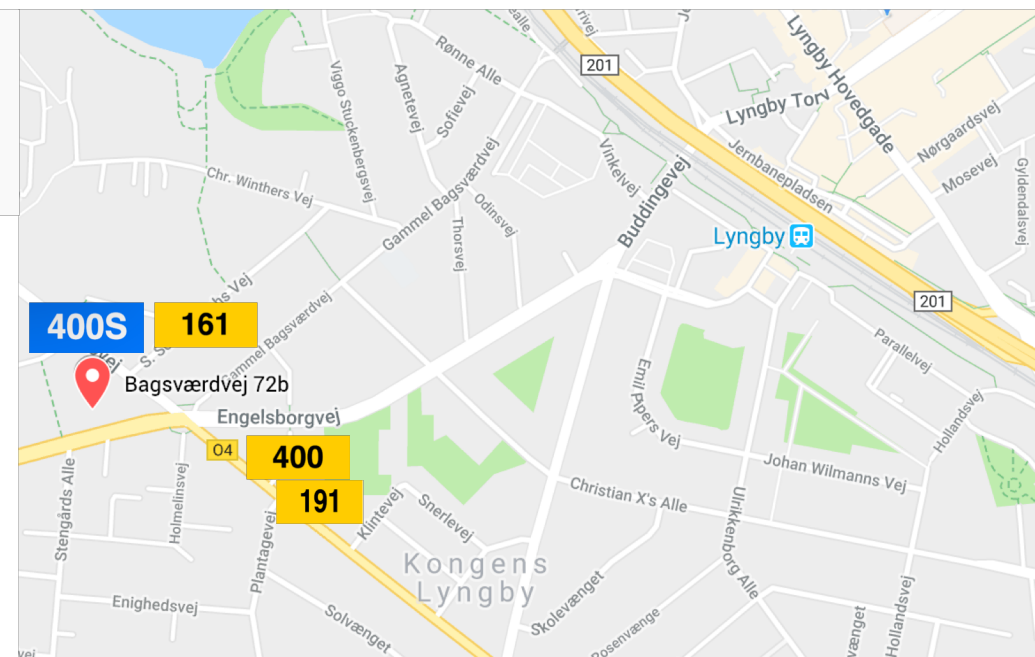 Rønne Alle
201
Viggo Stuckenbergsvej
Agnetevej
Sofievej
Lyngby Hovedgade
Lyngby Torv
Nørgaardsvej
Mosevej
Gyldendalsvej
Jernbanepladsen
Vinkelvej
Buddingevej
Chr. Winthers Vej
Gammel Bagsværdvej
Odinsvej
Thorsvej
Lyngby
201
400S
161
Gammel Bagsværdvej
Bagsværdvej 72b
Engelsborgvej
O4
400
191
Emil Pipers Vej
Parallelvej
Hollandsvej
Johan Wilmanns Vej
Christian X's Alle
Ulrikkenborg Alle
Stengårds Alle
Holmelinsvej
Plantagevej
Klintevej
Snerlevej
Kongens
Lyngby
Enighedsvej
Solvænget
Skolevænget
Rosenvænge
Hollandsvej